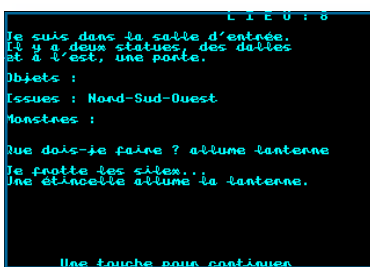 L I E U : 8
Je suis dans la salle d'entrée.
Il y a deux statues, des dalles
et à l'est, une porte.
Objets :
Issues : Nord-Sud-Ouest
Monstres :
Que dois-je faire ? allume lanterne
Je frotte les silex...
Une étincelle allume la lanterne.
Une touche pour continuer